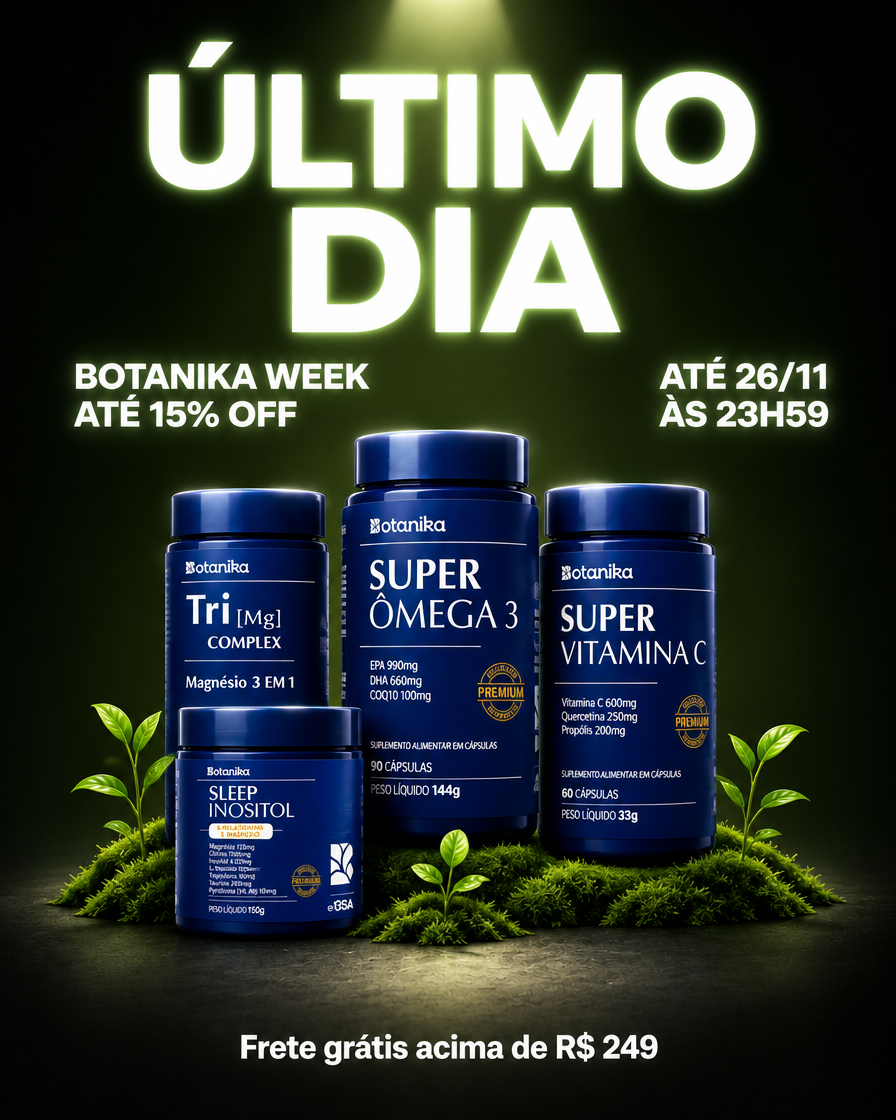 ÚLTIMO
DIA
BOTANIKA WEEK
ATÉ 15% OFF
ATÉ 26/11
ÀS 23H59
Botanika
Tri [Mg]
COMPLEX
Magnésio 3 EM 1
Botanika
SUPER
ÔMEGA 3
EPA 990mg
DHA 660mg
COQ10 100mg
PREMIUM
SUPLEMENTO ALIMENTAR EM CÁPSULAS
90 CÁPSULAS
PESO LÍQUIDO 144g
Botanika
SUPER
VITAMINA C
Vitamina C 600mg
Quercetina 250mg
Própolis 200mg
PREMIUM
SUPLEMENTO ALIMENTAR EM CÁPSULAS
60 CÁPSULAS
PESO LÍQUIDO 33g
Botanika
SLEEP
INOSITOL
PESO LÍQUIDO 150g
Frete grátis acima de R$ 249